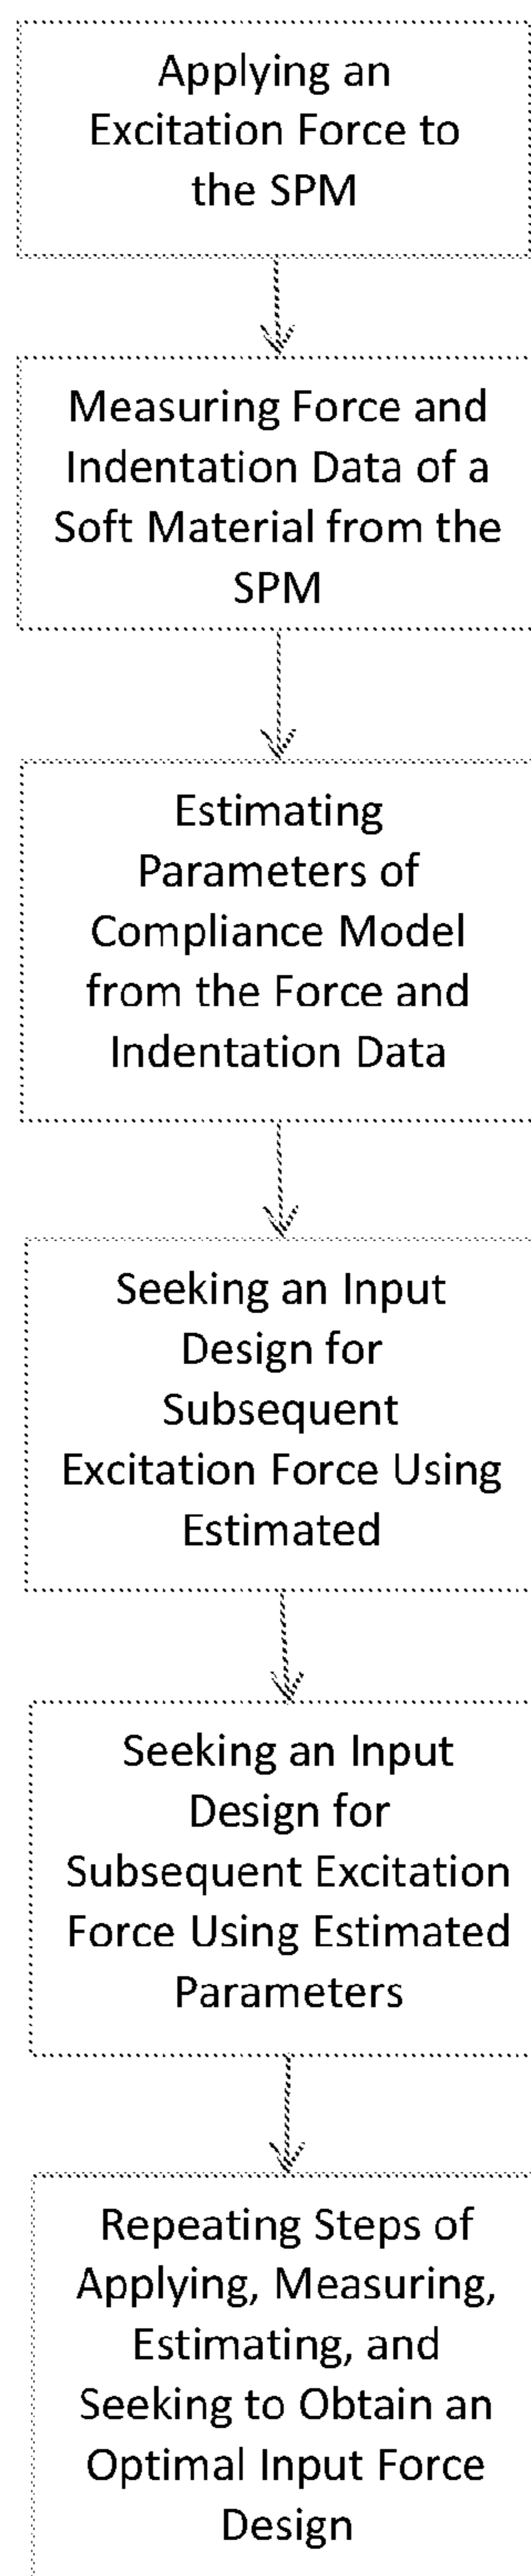 Applying an
Excitation Force to
the SPM
Measuring Force and
Indentation Data of a
Soft Material from the
SPM
Estimating
Parameters of
Compliance Model
from the Force and
Indentation Data
Seeking an Input
Design for
Subsequent
Excitation Force Using
Estimated
Seeking an Input
Design for
Subsequent Excitation
Force Using Estimated
Parameters
Repeating Steps of
Applying, Measuring,
Estimating, and
Seeking to Obtain an
Optimal Input Force
Design